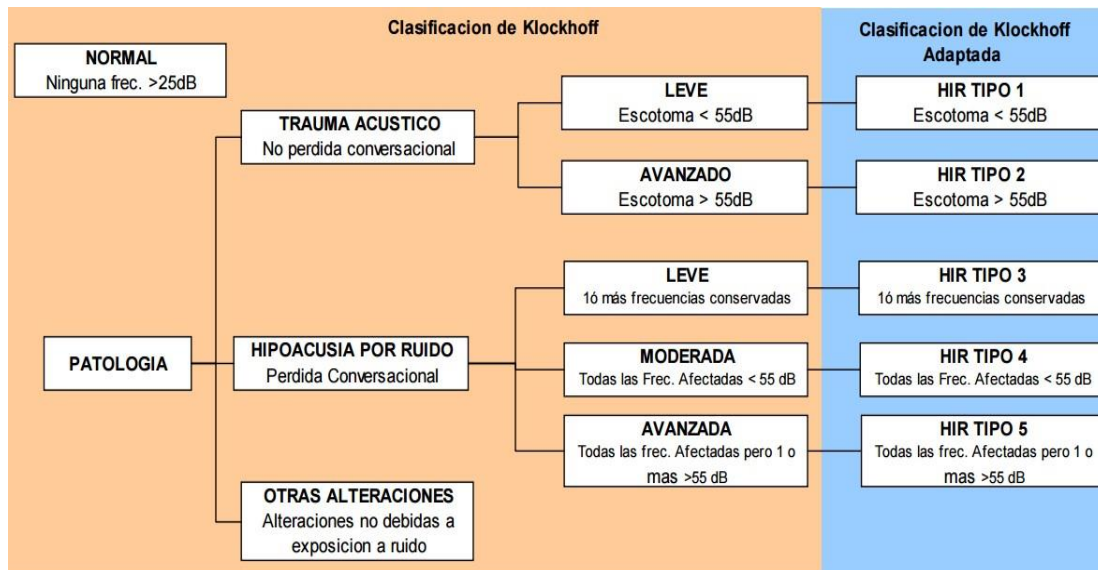 Clasificacion de Klockhoff
Clasificacion de Klockhoff
Adaptada
NORMAL
Ninguna frec. >25dB
PATOLOGIA
TRAUMA ACUSTICO
No perdida conversacional
LEVE
Escotoma < 55dB
HIR TIPO 1
Escotoma < 55dB
AVANZADO
Escotoma > 55dB
HIR TIPO 2
Escotoma > 55dB
HIPOACUSIA POR RUIDO
Perdida Conversacional
LEVE
1ó más frecuencias conservadas
HIR TIPO 3
1ó más frecuencias conservadas
MODERADA
Todas las Frec. Afectadas < 55 dB
HIR TIPO 4
Todas las Frec. Afectadas < 55 dB
AVANZADA
Todas las frec. Afectadas pero 1 o
mas >55 dB
HIR TIPO 5
Todas las frec. Afectadas pero 1 o
mas >55 dB
OTRAS ALTERACIONES
Alteraciones no debidas a
exposicion a ruido